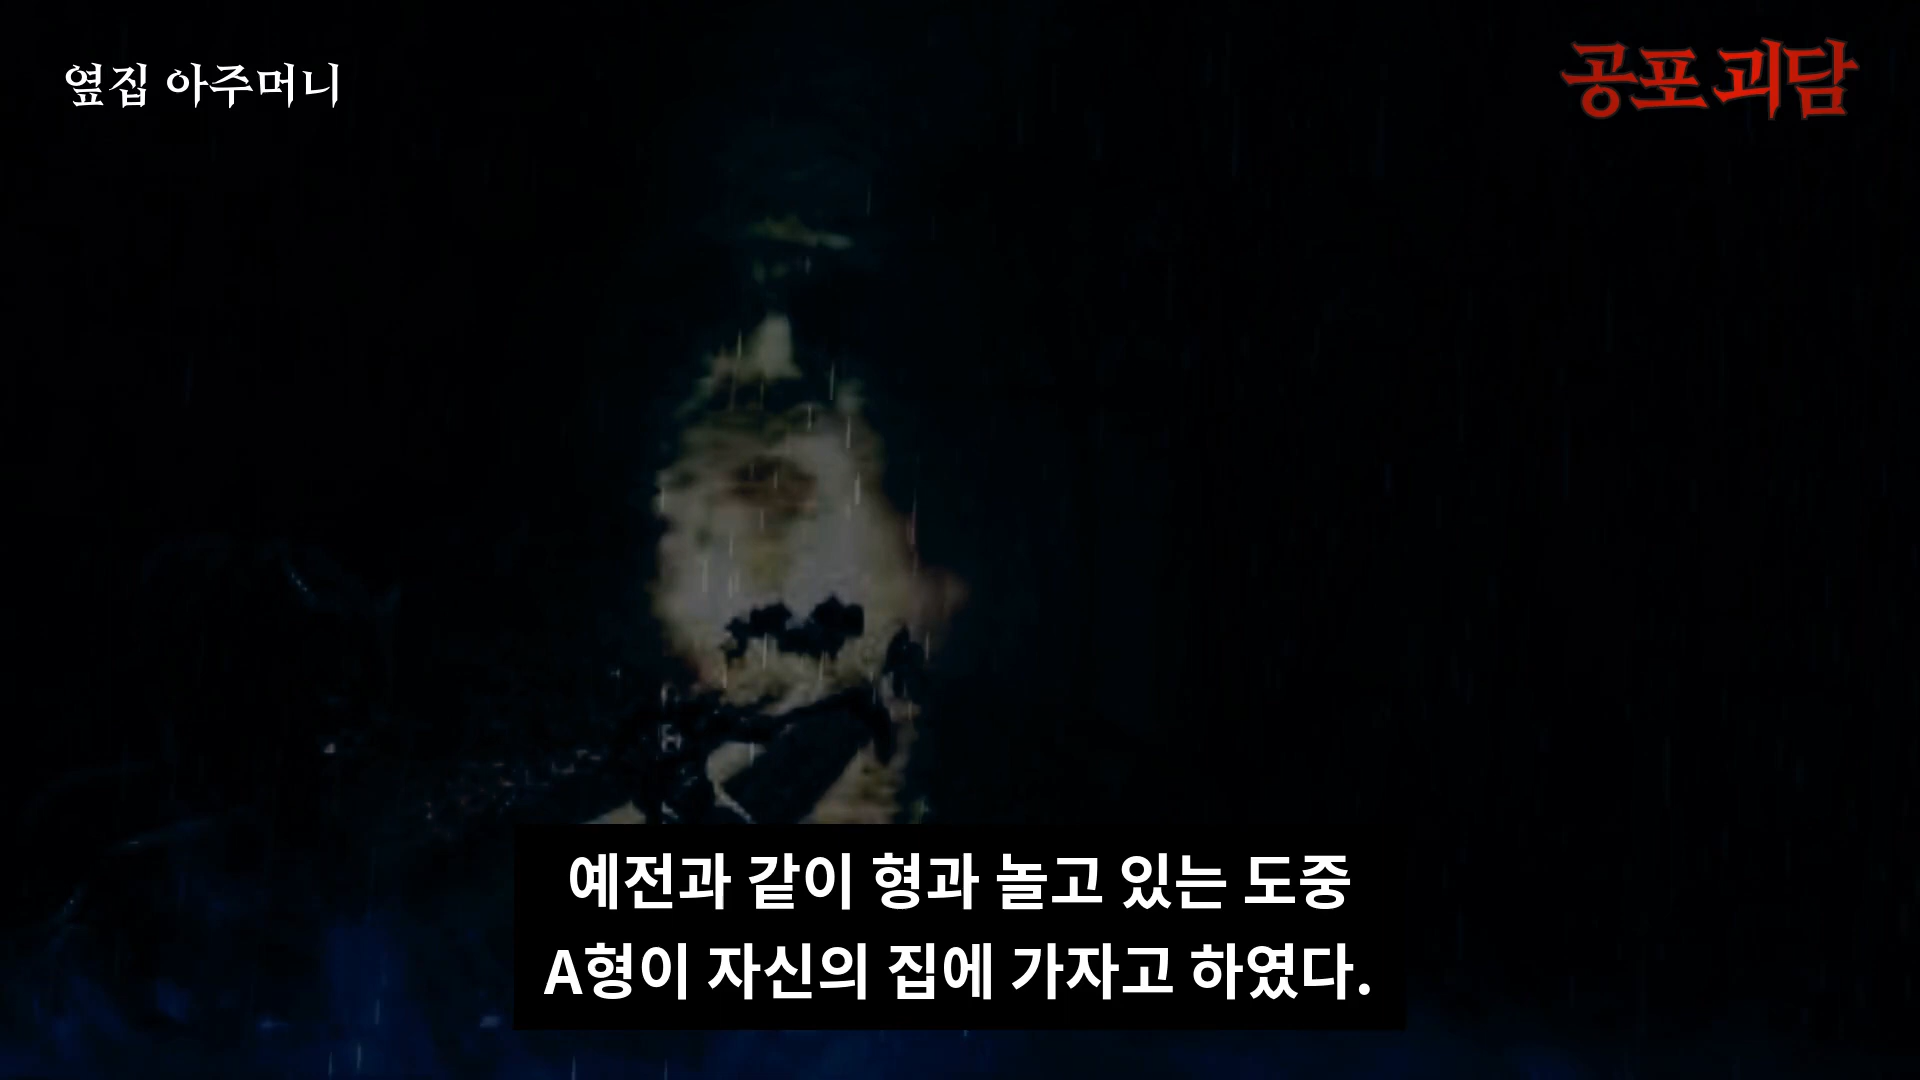 옆집 아주머니
공포 괴담
예전과 같이 형과 놀고 있는 도중
A형이 자신의 집에 가자고 하였다.